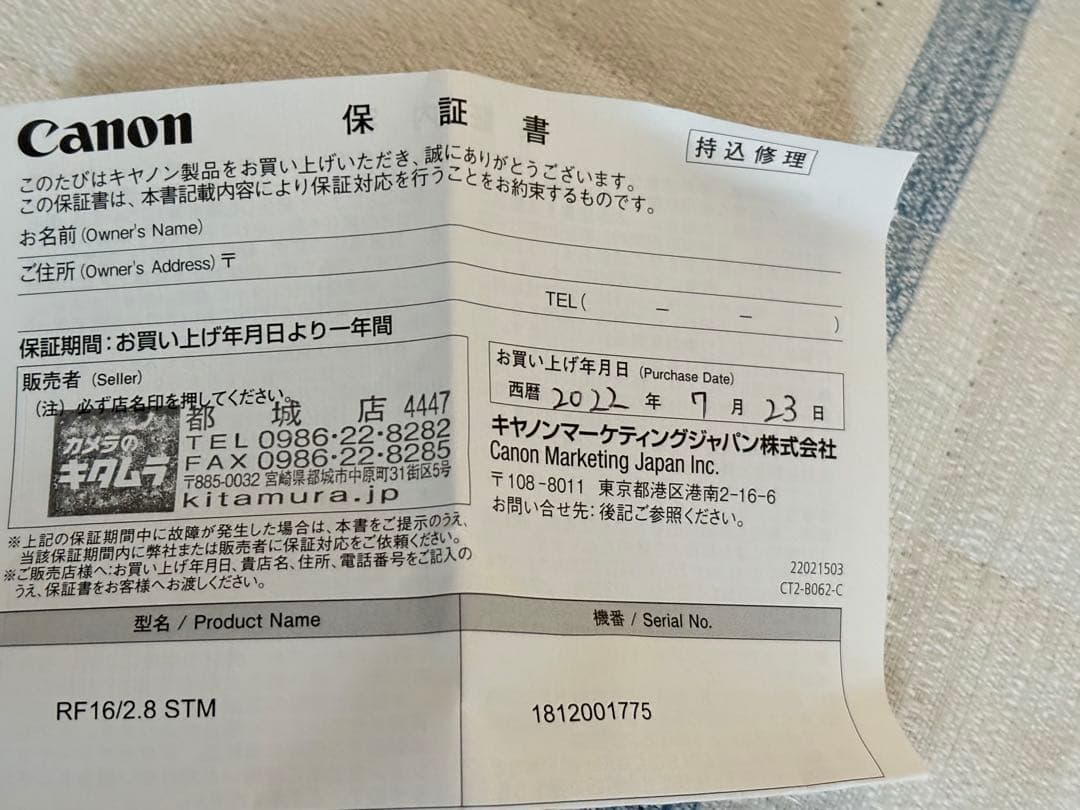 Canon 保証書
持込修理
このたびはキヤノン製品をお買い上げいただき、誠にありがとうございます。
この保証書は、本書記載内容により保証対応を行うことをお約束するものです。
お名前(Owner's Name)
ご住所(Owner's Address)〒
TEL( － － )
保証期間:お買い上げ年月日より一年間
販売者 (Seller)
(注) 必ず店名印を押してください。
カメラの
キタムラ
都城店 4447
TEL 0986・22・8282
FAX 0986・22・8285
〒885-0032 宮崎県都城市中原町31街区5号
kitamura.jp
お買い上げ年月日 (Purchase Date)
西暦 2022 年 7 月 23 日
キヤノンマーケティングジャパン株式会社
Canon Marketing Japan Inc.
〒108-8011 東京都港区港南2-16-6
お問い合せ先:後記ご参照ください。
※上記の保証期間中に故障が発生した場合は、本書をご提示のうえ、
当該保証期間内に弊社または販売者に保証対応をご依頼ください。
※ご販売店様へ:お買い上げ年月日、貴店名、住所、電話番号をご記入の
うえ、保証書をお客様へお渡しください。
22021503
CT2-B062-C
型名 / Product Name
機番 / Serial No.
RF16/2.8 STM
1812001775